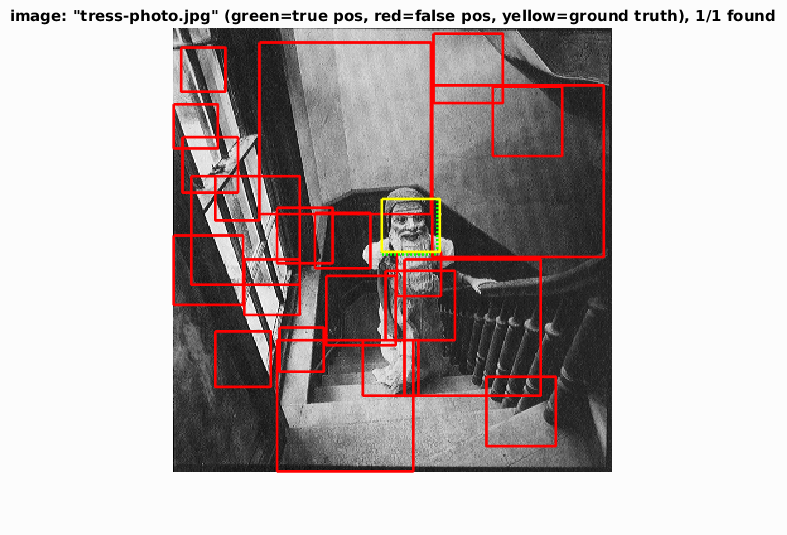 image: "tress-photo.jpg" (green=true pos, red=false pos, yellow=ground truth), 1/1 found